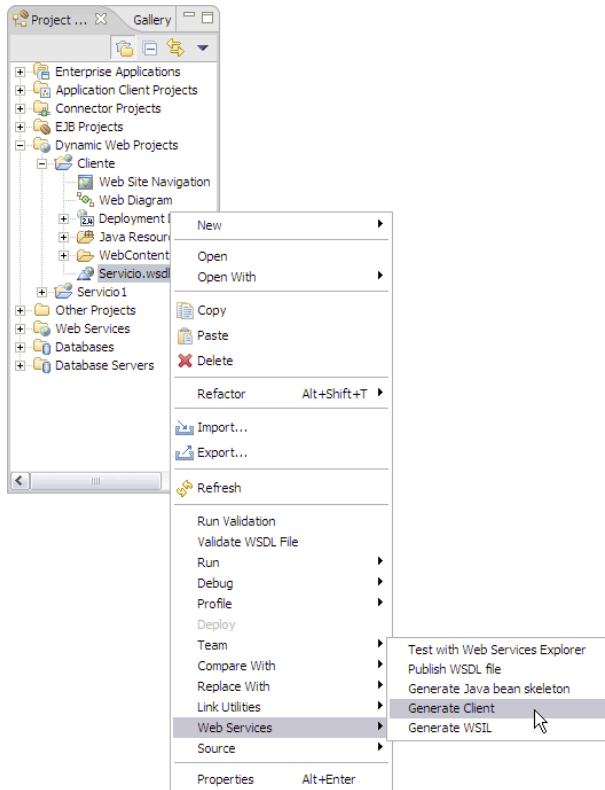 Project ... Gallery
Enterprise Applications
Application Client Projects
Connector Projects
EJB Projects
Dynamic Web Projects
Cliente
Web Site Navigation
Web Diagram
2.4 Deployment D
Java Resour
WebContent
Servicio.wsdl
Servicio1
Other Projects
Web Services
Databases
Database Servers
New
Open
Open With
Copy
Paste
Delete
Refactor Alt+Shift+T
Import...
Export...
Refresh
Run Validation
Validate WSDL File
Run
Debug
Profile
Deploy
Team
Compare With
Replace With
Link Utilities
Web Services
Source
Properties Alt+Enter
Test with Web Services Explorer
Publish WSDL file
Generate Java bean skeleton
Generate Client
Generate WSIL